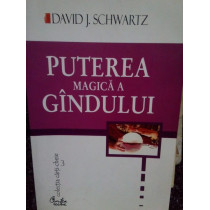 DAVID J. SCHWARTZ
PUTEREA
MAGICĂ A
GÎNDULUI